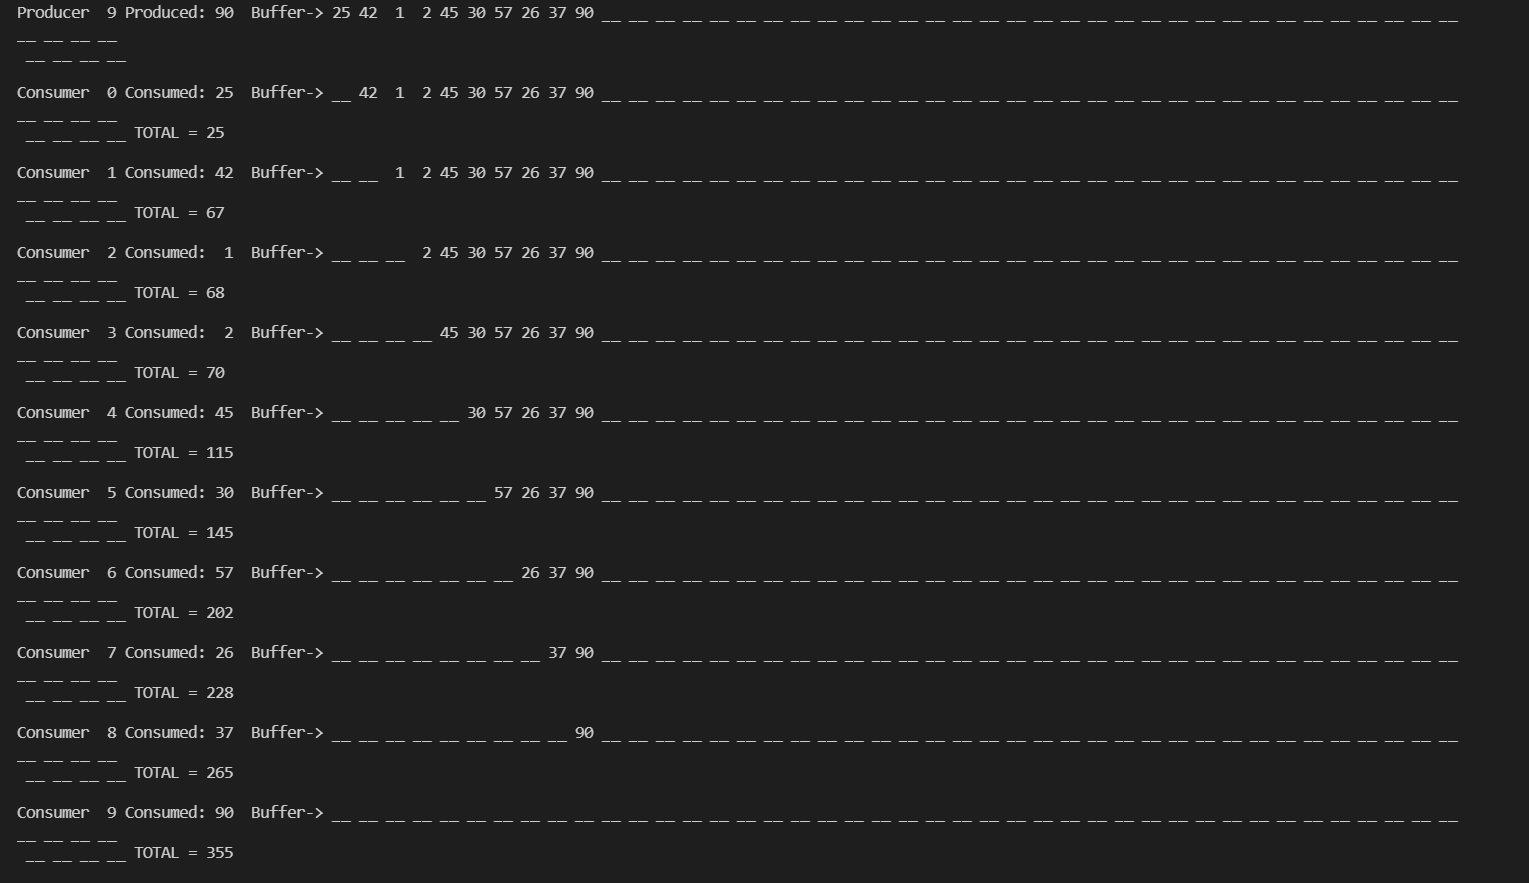 Producer  9 Produced: 90  Buffer-> 25 42  1  2 45 30 57 26 37 90 __ __ __ __ __ __ __ __ __ __ __ __ __ __ __ __ __ __ __ __ __ __ __ __ __ __ __ __ __ __ __ __
__ __ __ __
 __ __ __ __
Consumer  0 Consumed: 25  Buffer-> __ 42  1  2 45 30 57 26 37 90 __ __ __ __ __ __ __ __ __ __ __ __ __ __ __ __ __ __ __ __ __ __ __ __ __ __ __ __ __ __ __ __
__ __ __ __
 __ __ __ __ TOTAL = 25
Consumer  1 Consumed: 42  Buffer-> __ __  1  2 45 30 57 26 37 90 __ __ __ __ __ __ __ __ __ __ __ __ __ __ __ __ __ __ __ __ __ __ __ __ __ __ __ __ __ __ __ __
__ __ __ __
 __ __ __ __ TOTAL = 67
Consumer  2 Consumed:  1  Buffer-> __ __ __  2 45 30 57 26 37 90 __ __ __ __ __ __ __ __ __ __ __ __ __ __ __ __ __ __ __ __ __ __ __ __ __ __ __ __ __ __ __ __
__ __ __ __
 __ __ __ __ TOTAL = 68
Consumer  3 Consumed:  2  Buffer-> __ __ __ __ 45 30 57 26 37 90 __ __ __ __ __ __ __ __ __ __ __ __ __ __ __ __ __ __ __ __ __ __ __ __ __ __ __ __ __ __ __ __
__ __ __ __
 __ __ __ __ TOTAL = 70
Consumer  4 Consumed: 45  Buffer-> __ __ __ __ __ 30 57 26 37 90 __ __ __ __ __ __ __ __ __ __ __ __ __ __ __ __ __ __ __ __ __ __ __ __ __ __ __ __ __ __ __ __
__ __ __ __
 __ __ __ __ TOTAL = 115
Consumer  5 Consumed: 30  Buffer-> __ __ __ __ __ __ 57 26 37 90 __ __ __ __ __ __ __ __ __ __ __ __ __ __ __ __ __ __ __ __ __ __ __ __ __ __ __ __ __ __ __ __
__ __ __ __
 __ __ __ __ TOTAL = 145
Consumer  6 Consumed: 57  Buffer-> __ __ __ __ __ __ __ 26 37 90 __ __ __ __ __ __ __ __ __ __ __ __ __ __ __ __ __ __ __ __ __ __ __ __ __ __ __ __ __ __ __ __
__ __ __ __
 __ __ __ __ TOTAL = 202
Consumer  7 Consumed: 26  Buffer-> __ __ __ __ __ __ __ __ 37 90 __ __ __ __ __ __ __ __ __ __ __ __ __ __ __ __ __ __ __ __ __ __ __ __ __ __ __ __ __ __ __ __
__ __ __ __
 __ __ __ __ TOTAL = 228
Consumer  8 Consumed: 37  Buffer-> __ __ __ __ __ __ __ __ __ 90 __ __ __ __ __ __ __ __ __ __ __ __ __ __ __ __ __ __ __ __ __ __ __ __ __ __ __ __ __ __ __ __
__ __ __ __
 __ __ __ __ TOTAL = 265
Consumer  9 Consumed: 90  Buffer-> __ __ __ __ __ __ __ __ __ __ __ __ __ __ __ __ __ __ __ __ __ __ __ __ __ __ __ __ __ __ __ __ __ __ __ __ __ __ __ __ __ __
__ __ __ __
 __ __ __ __ TOTAL = 355